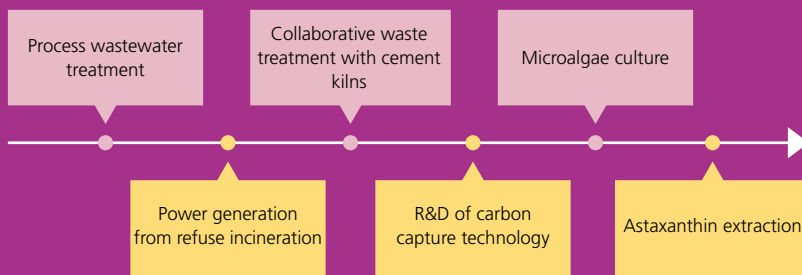 Process wastewater
treatment
Power generation
from refuse incineration
Collaborative waste
treatment with cement
kilns
R&D of carbon
capture technology
Microalgae culture
Astaxanthin extraction